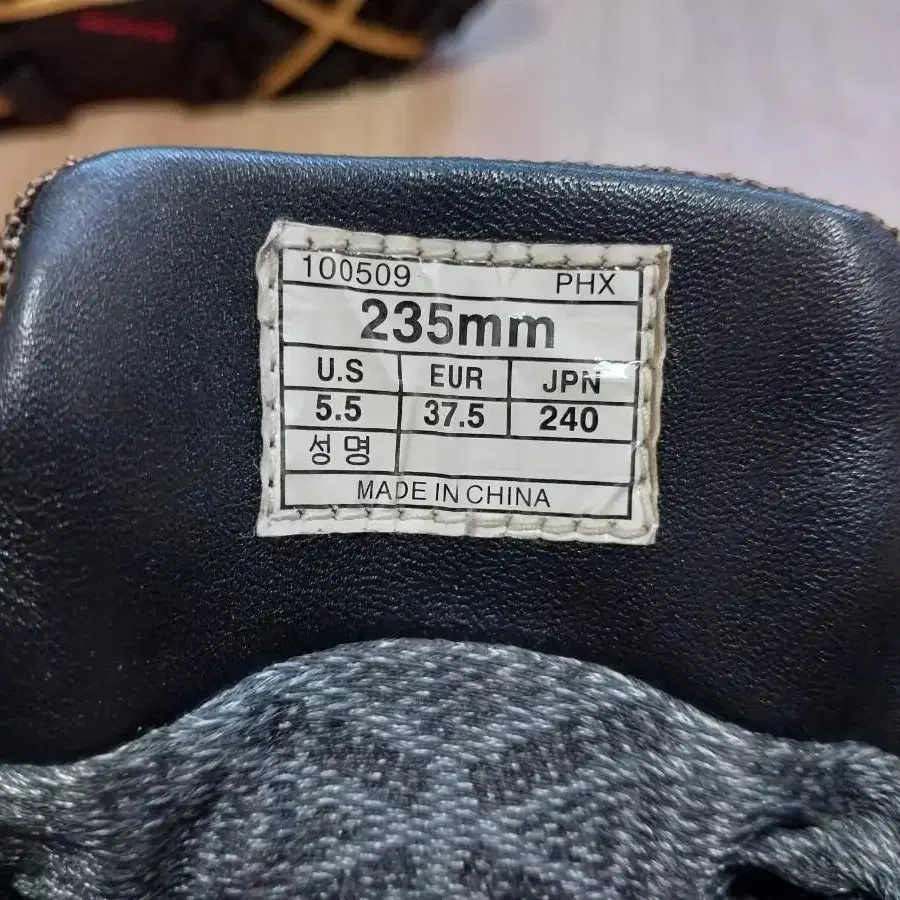 100509 PHX
235mm
U.S EUR JPN
5.5 37.5 240
성 명
MADE IN CHINA